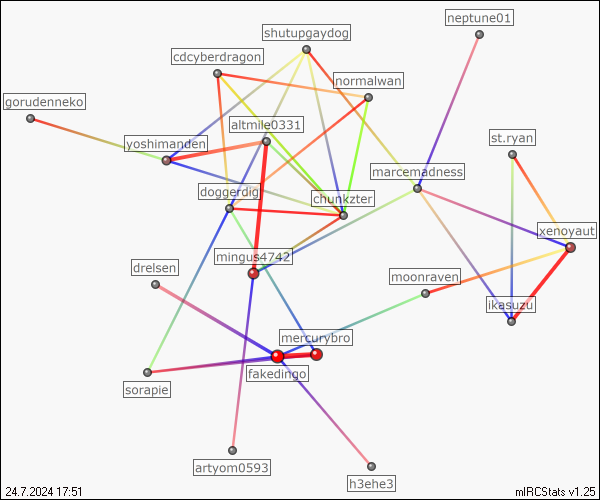 neptune01
shutupgaydog
cdcyberdragon
normalwan
gorudenneko
altmile0331
yoshimanden
st.ryan
marcemadness
doggerdig
chunkzter
xenoyaut
mingus4742
drelsen
moonraven
ikasuzu
mercurybro
fakedingo
sorapie
artyom0593
h3ehe3
24.7.2024 17:51
mIRCStats v1.25